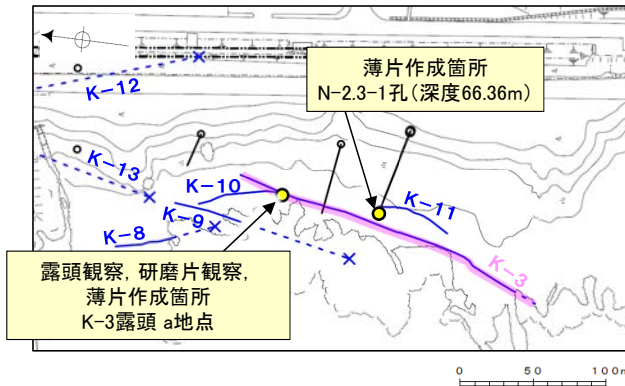 薄片作成箇所
N-2.3-1孔(深度66.36m)
K-12
K-13
K-10
K-9
K-11
K-8
K-3
露頭観察, 研磨片観察,
薄片作成箇所
K-3露頭 a地点
0 50 100m